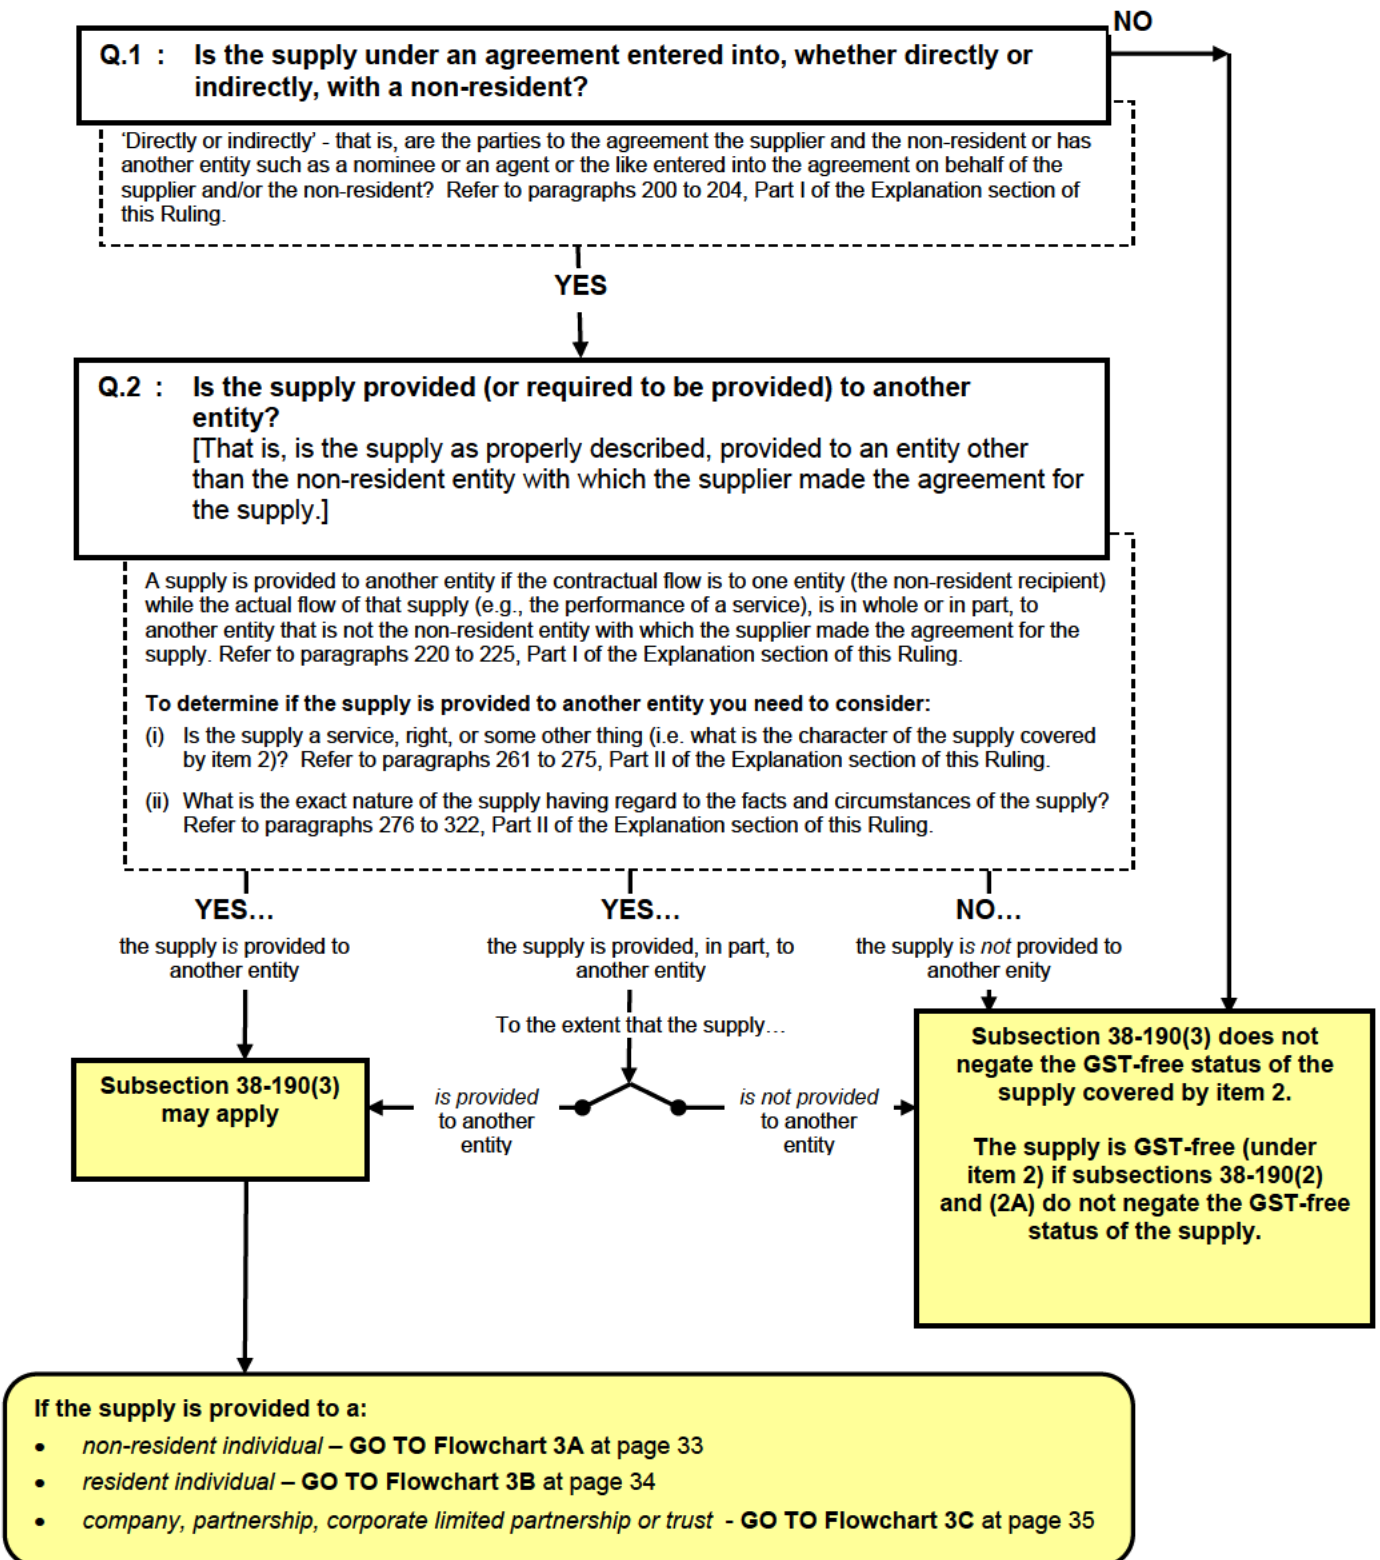 NO
Q.1 : Is the supply under an agreement entered into, whether directly or
indirectly, with a non-resident?
‘Directly or indirectly’ - that is, are the parties to the agreement the supplier and the non-resident or has
another entity such as a nominee or an agent or the like entered into the agreement on behalf of the
supplier and/or the non-resident? Refer to paragraphs 200 to 204, Part I of the Explanation section of
this Ruling.
YES
Q.2 : Is the supply provided (or required to be provided) to another
entity?
[That is, is the supply as properly described, provided to an entity other
than the non-resident entity with which the supplier made the agreement for
the supply.]
A supply is provided to another entity if the contractual flow is to one entity (the non-resident recipient)
while the actual flow of that supply (e.g., the performance of a service), is in whole or in part, to
another entity that is not the non-resident entity with which the supplier made the agreement for the
supply. Refer to paragraphs 220 to 225, Part I of the Explanation section of this Ruling.
To determine if the supply is provided to another entity you need to consider:
(i) Is the supply a service, right, or some other thing (i.e. what is the character of the supply covered
by item 2)? Refer to paragraphs 261 to 275, Part II of the Explanation section of this Ruling.
(ii) What is the exact nature of the supply having regard to the facts and circumstances of the supply?
Refer to paragraphs 276 to 322, Part II of the Explanation section of this Ruling.
YES…
the supply is provided to
another entity
YES…
the supply is provided, in part, to
another entity
NO…
the supply is not provided to
another enity
To the extent that the supply…
Subsection 38-190(3)
may apply
is provided
to another
entity
is not provided
to another
entity
Subsection 38-190(3) does not
negate the GST-free status of the
supply covered by item 2.
The supply is GST-free (under
item 2) if subsections 38-190(2)
and (2A) do not negate the GST-free
status of the supply.
If the supply is provided to a:
• non-resident individual – GO TO Flowchart 3A at page 33
• resident individual – GO TO Flowchart 3B at page 34
• company, partnership, corporate limited partnership or trust - GO TO Flowchart 3C at page 35